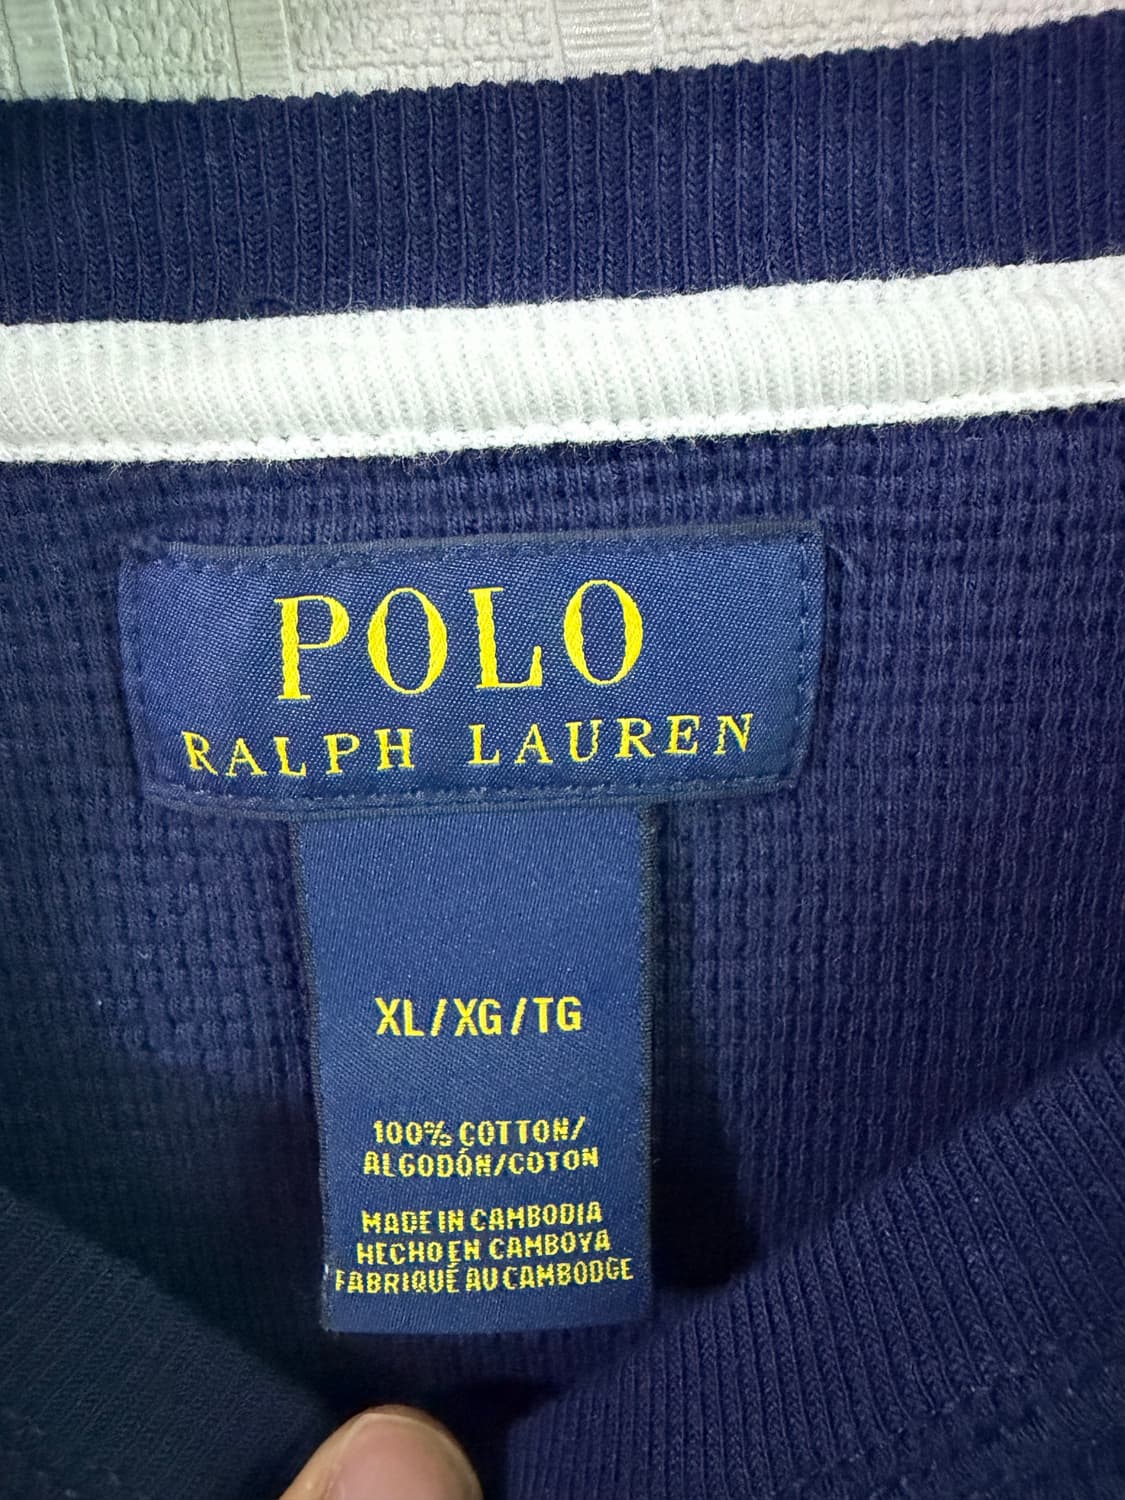 POLO
RALPH LAUREN
XL/XG/TG
100% COTTON/
ALGODÓN/COTON
MADE IN CAMBODIA
HECHO EN CAMBOYA
FABRIQUÉ AU CAMBODGE